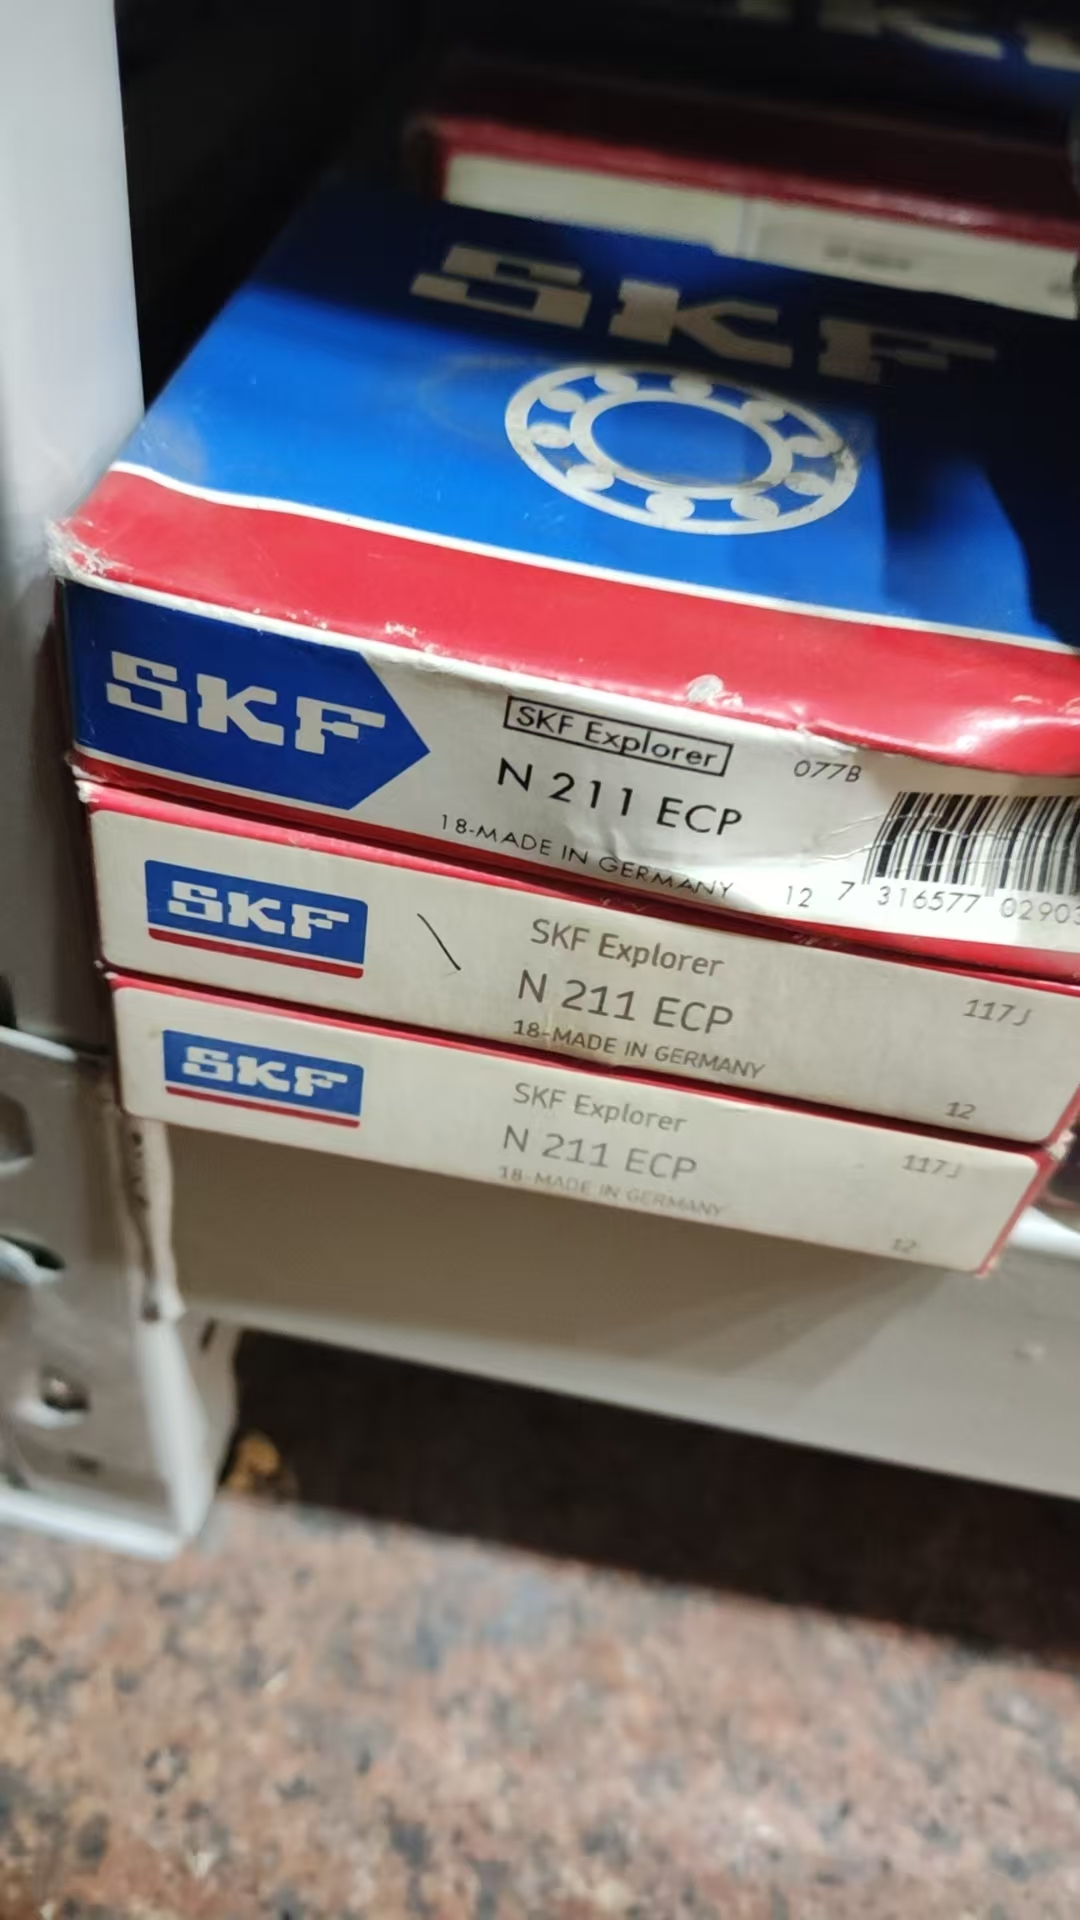 SKF
SKF
SKF Explorer
077B
N 211 ECP
18-MADE IN GERMANY
12
7 316577 02903
SKF
SKF Explorer
N 211 ECP
117J
18-MADE IN GERMANY
12
SKF
SKF Explorer
N 211 ECP
117J
18-MADE IN GERMANY
12